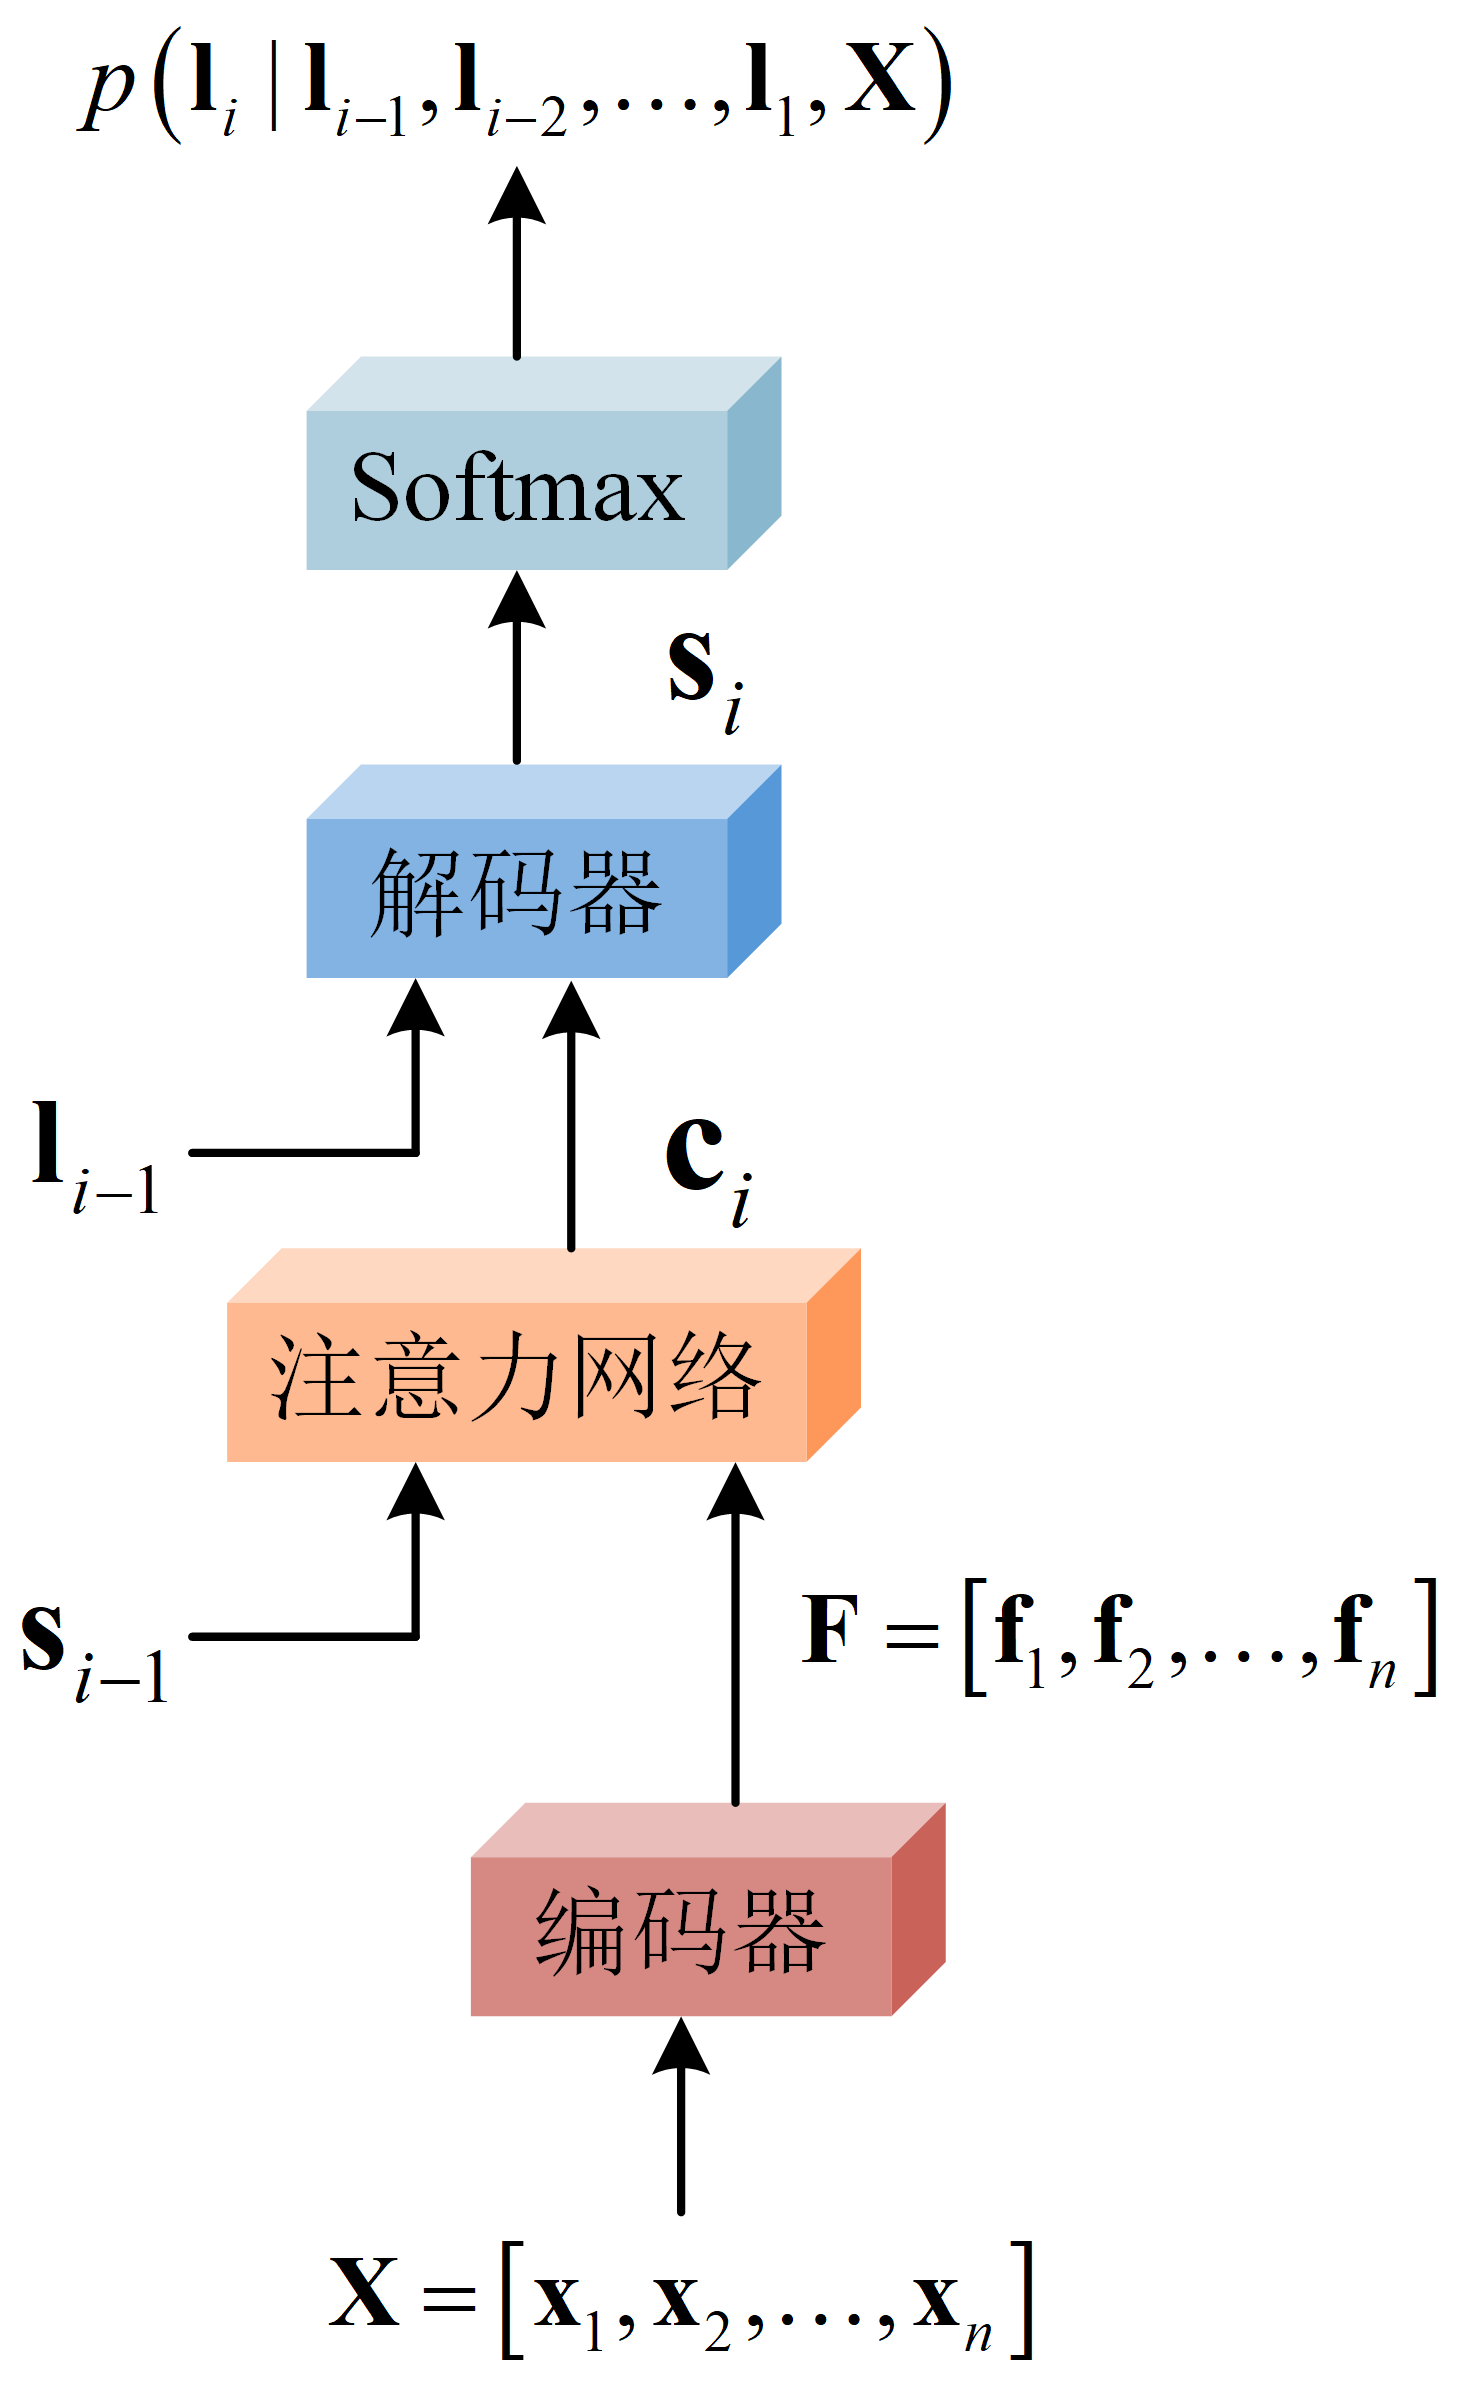 p(l_i | l_{i-1}, l_{i-2}, ..., l_1, X)
Softmax
s_i
解码器
l_{i-1}
c_i
注意力网络
s_{i-1}
F = [f_1, f_2, ..., f_n]
编码器
X = [x_1, x_2, ..., x_n]